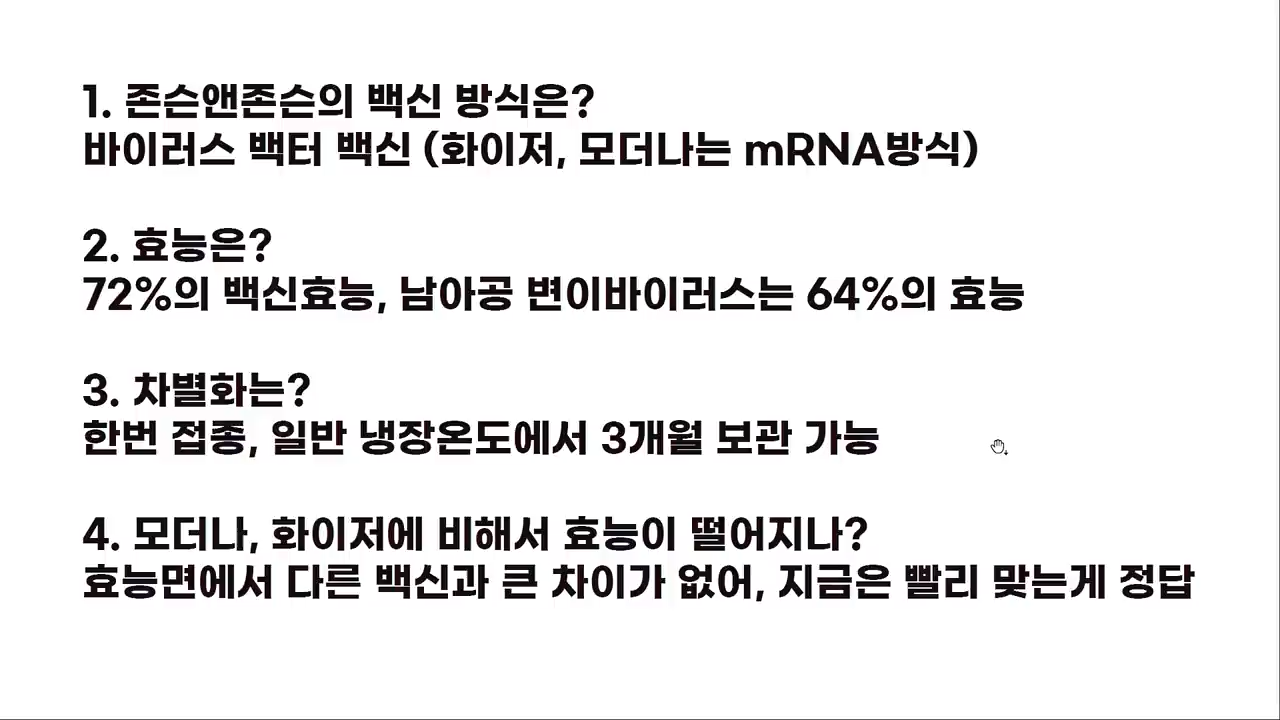 1. 존슨앤존슨의 백신 방식은?
바이러스 백터 백신 (화이저, 모더나는 mRNA방식)
2. 효능은?
72%의 백신효능, 남아공 변이바이러스는 64%의 효능
3. 차별화는?
한번 접종, 일반 냉장온도에서 3개월 보관 가능
4. 모더나, 화이저에 비해서 효능이 떨어지나?
효능면에서 다른 백신과 큰 차이가 없어, 지금은 빨리 맞는게 정답